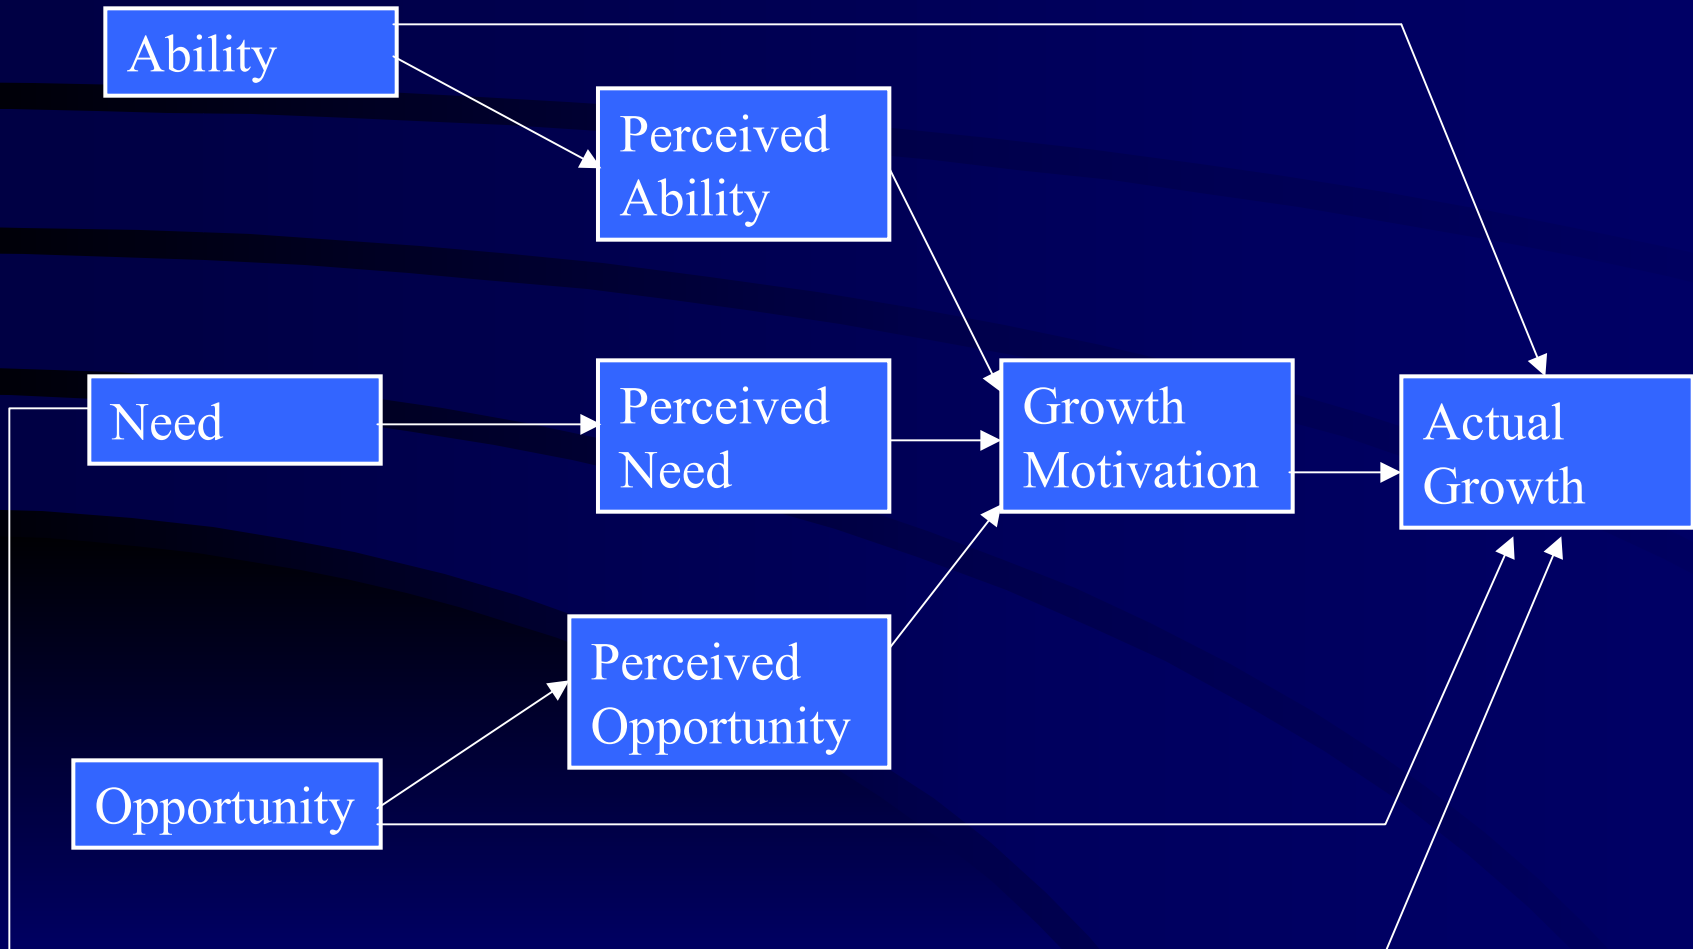 Ability
Perceived
Ability
Need
Perceived
Need
Growth
Motivation
Actual
Growth
Perceived
Opportunity
Opportunity